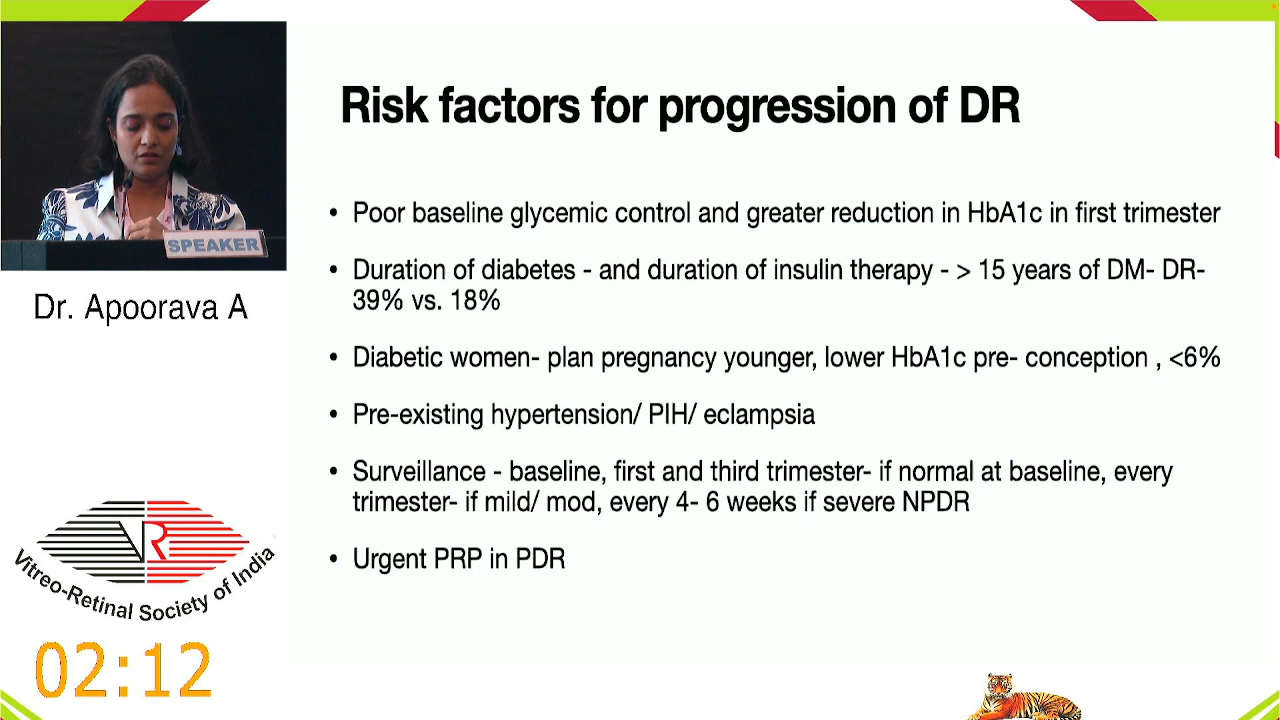 Risk factors for progression of DR
• Poor baseline glycemic control and greater reduction in HbA1c in first trimester
• Duration of diabetes - and duration of insulin therapy - > 15 years of DM- DR-
39% vs. 18%
• Diabetic women- plan pregnancy younger, lower HbA1c pre- conception , <6%
• Pre-existing hypertension/ PIH/ eclampsia
• Surveillance - baseline, first and third trimester- if normal at baseline, every
trimester- if mild/ mod, every 4- 6 weeks if severe NPDR
• Urgent PRP in PDR
SPEAKER
Dr. Apoorava A
VR
Vitreo-Retinal Society of India
02:12